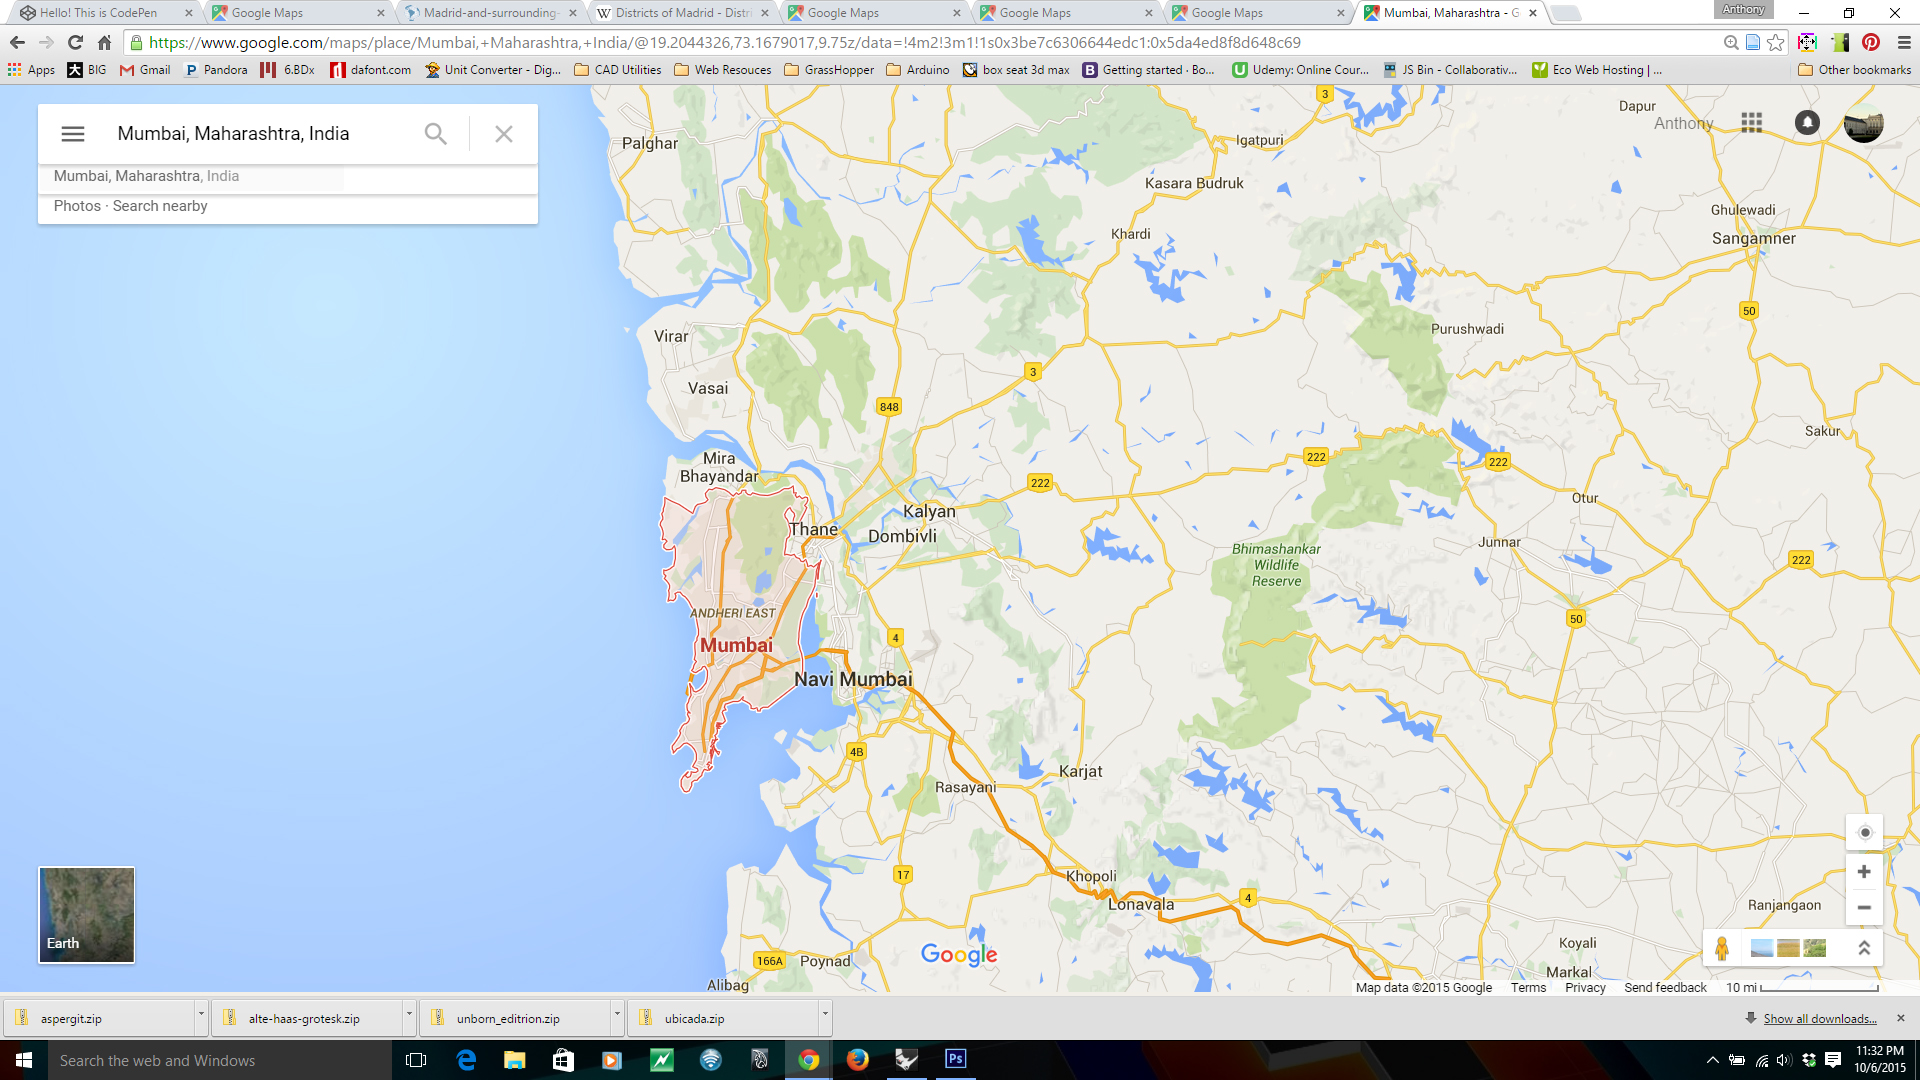 Hello! This is CodePen
Google Maps
Madrid-and-surrounding-
Districts of Madrid - Distri
Google Maps
Google Maps
Google Maps
Mumbai, Maharashtra - G
Anthony
https://www.google.com/maps/place/Mumbai,+Maharashtra,+India/@19.2044326,73.1679017,9.75z/data=!4m2!3m1!1s0x3be7c6306644edc1:0x5da4ed8f8d648c69
Apps
BIG
Gmail
Pandora
6.BDx
dafont.com
Unit Converter - Dig...
CAD Utilities
Web Resouces
GrassHopper
Arduino
box seat 3d max
Getting started · Bo...
Udemy: Online Cour...
JS Bin - Collaborativ...
Eco Web Hosting | ...
Other bookmarks
Mumbai, Maharashtra, India
Mumbai, Maharashtra, India
Photos · Search nearby
Anthony
3
Dapur
Palghar
Igatpuri
Kasara Budruk
Ghulewadi
Khardi
Sangamner
50
Virar
Purushwadi
3
Vasai
848
Sakur
Mira
Bhayandar
222
222
222
Otur
Kalyan
Thane
Dombivli
Junnar
Bhimashankar
Wildlife
Reserve
222
ANDHERI EAST
50
4
Mumbai
Navi Mumbai
4B
Karjat
Rasayani
17
Khopoli
4
Lonavala
Ranjangaon
Earth
Google
Koyali
166A
Poynad
Markal
Alibag
Map data ©2015 Google
Terms
Privacy
Send feedback
10 mi
aspergit.zip
alte-haas-grotesk.zip
unborn_editrion.zip
ubicada.zip
Show all downloads...
Search the web and Windows
Ps
11:32 PM
10/6/2015